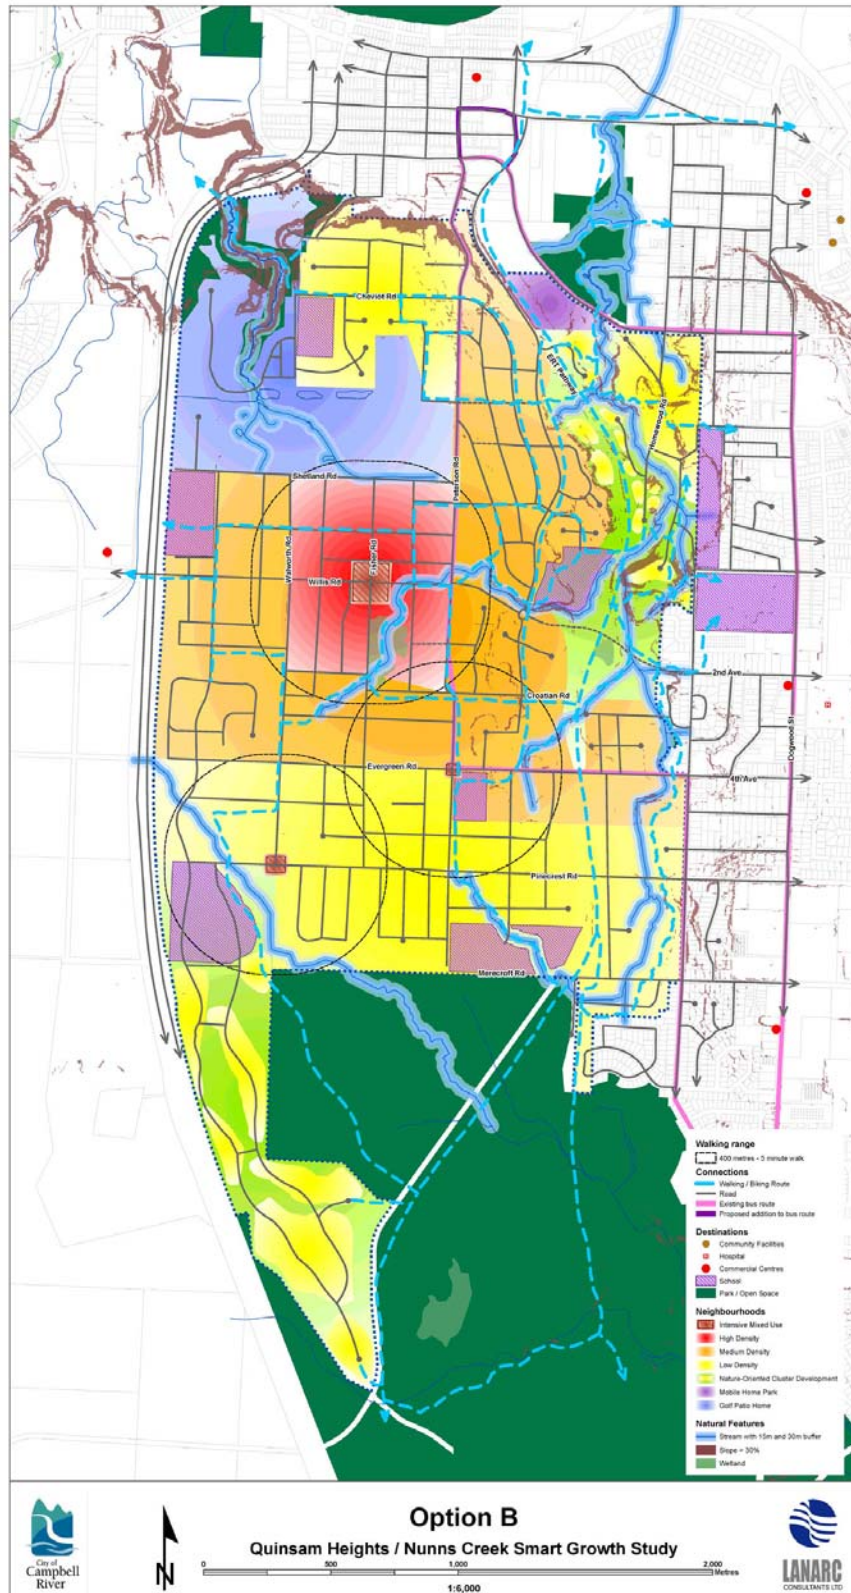 Cheviot Rd
ERT Pathway
Homewood Rd
Peterson Rd
Shetland Rd
Walworth Rd
Fisher Rd
Willis Rd
2nd Ave
Croatian Rd
Dogwood St
Evergreen Rd
4th Ave
Pinecrest Rd
Merecroft Rd
Walking range
400 metres - 5 minute walk
Connections
Walking / Biking Route
Road
Existing bus route
Proposed addition to bus route
Destinations
Community Facilities
Hospital
Commercial Centres
School
Park / Open Space
Neighbourhoods
Intensive Mixed Use
High Density
Medium Density
Low Density
Nature-Oriented Cluster Development
Mobile Home Park
Golf Patio Home
Natural Features
Stream with 15m and 30m buffer
Slope > 30%
Wetland
City of
Campbell
River
N
Option B
Quinsam Heights / Nunns Creek Smart Growth Study
0 500 1,000 2,000
Metres
1:6,000
LANARC
CONSULTANTS LTD